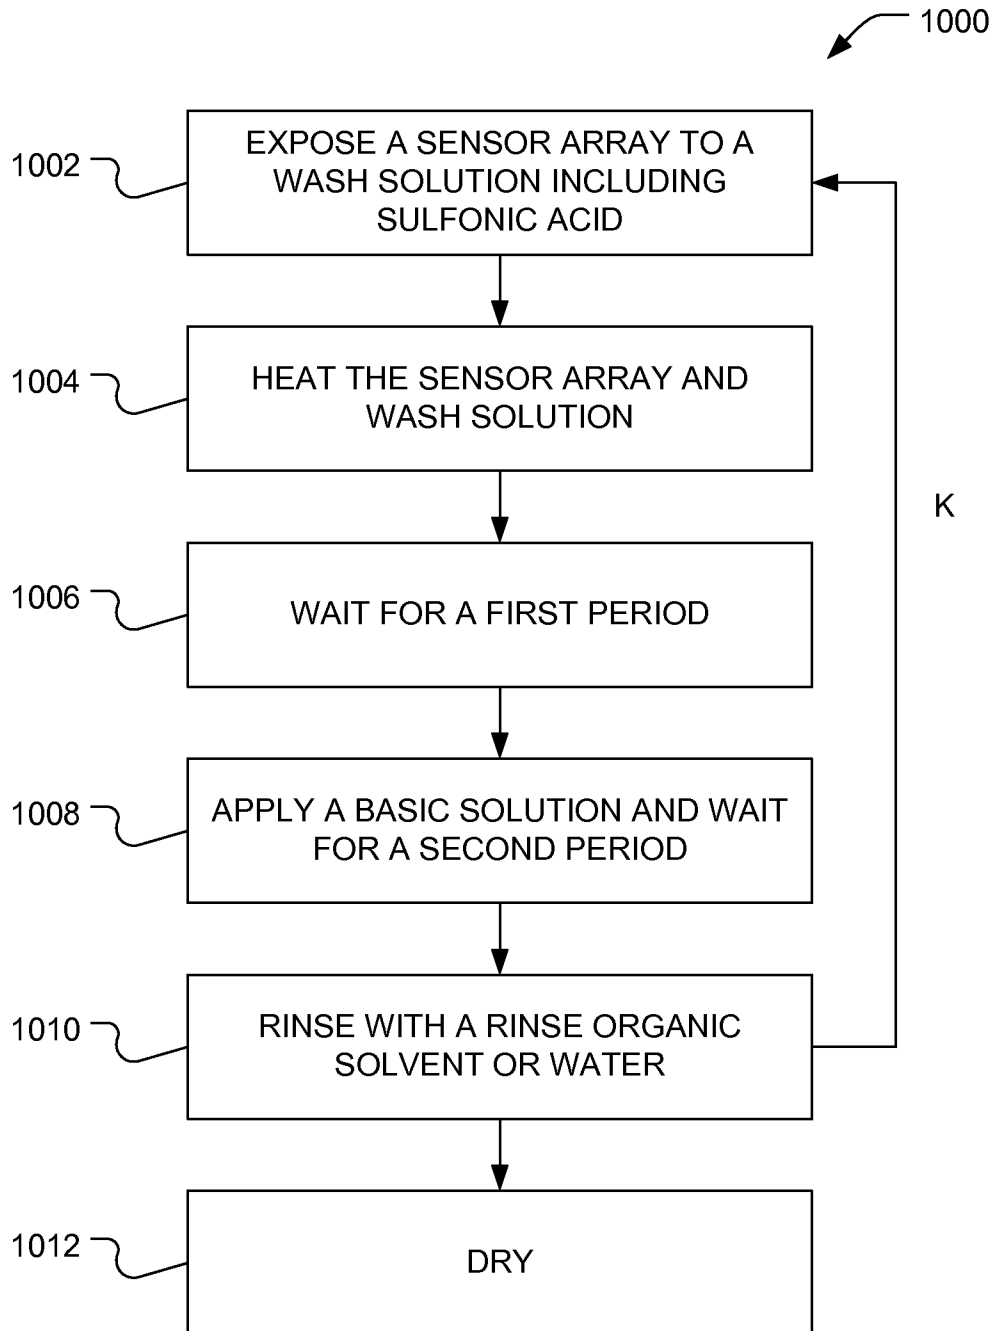 1000
1002
EXPOSE A SENSOR ARRAY TO A
WASH SOLUTION INCLUDING
SULFONIC ACID
1004
HEAT THE SENSOR ARRAY AND
WASH SOLUTION
K
1006
WAIT FOR A FIRST PERIOD
1008
APPLY A BASIC SOLUTION AND WAIT
FOR A SECOND PERIOD
1010
RINSE WITH A RINSE ORGANIC
SOLVENT OR WATER
1012
DRY